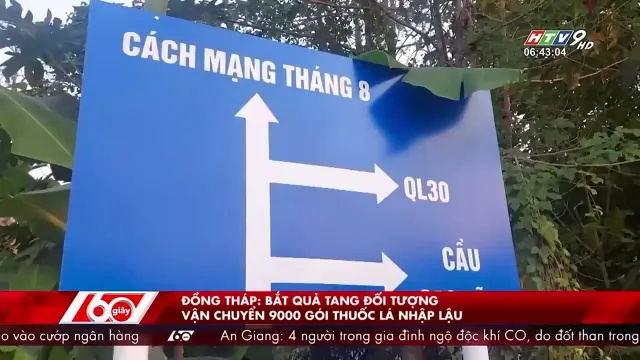 HTV9 HD
06:43:04
CÁCH MẠNG THÁNG 8
QL30
CẦU
60 giây
ĐỒNG THÁP: BẮT QUẢ TANG ĐỐI TƯỢNG
VẬN CHUYỂN 9000 GÓI THUỐC LÁ NHẬP LẬU
o vào cướp ngân hàng
60 giây
An Giang: 4 người trong gia đình ngộ độc khí CO, do đốt than trong